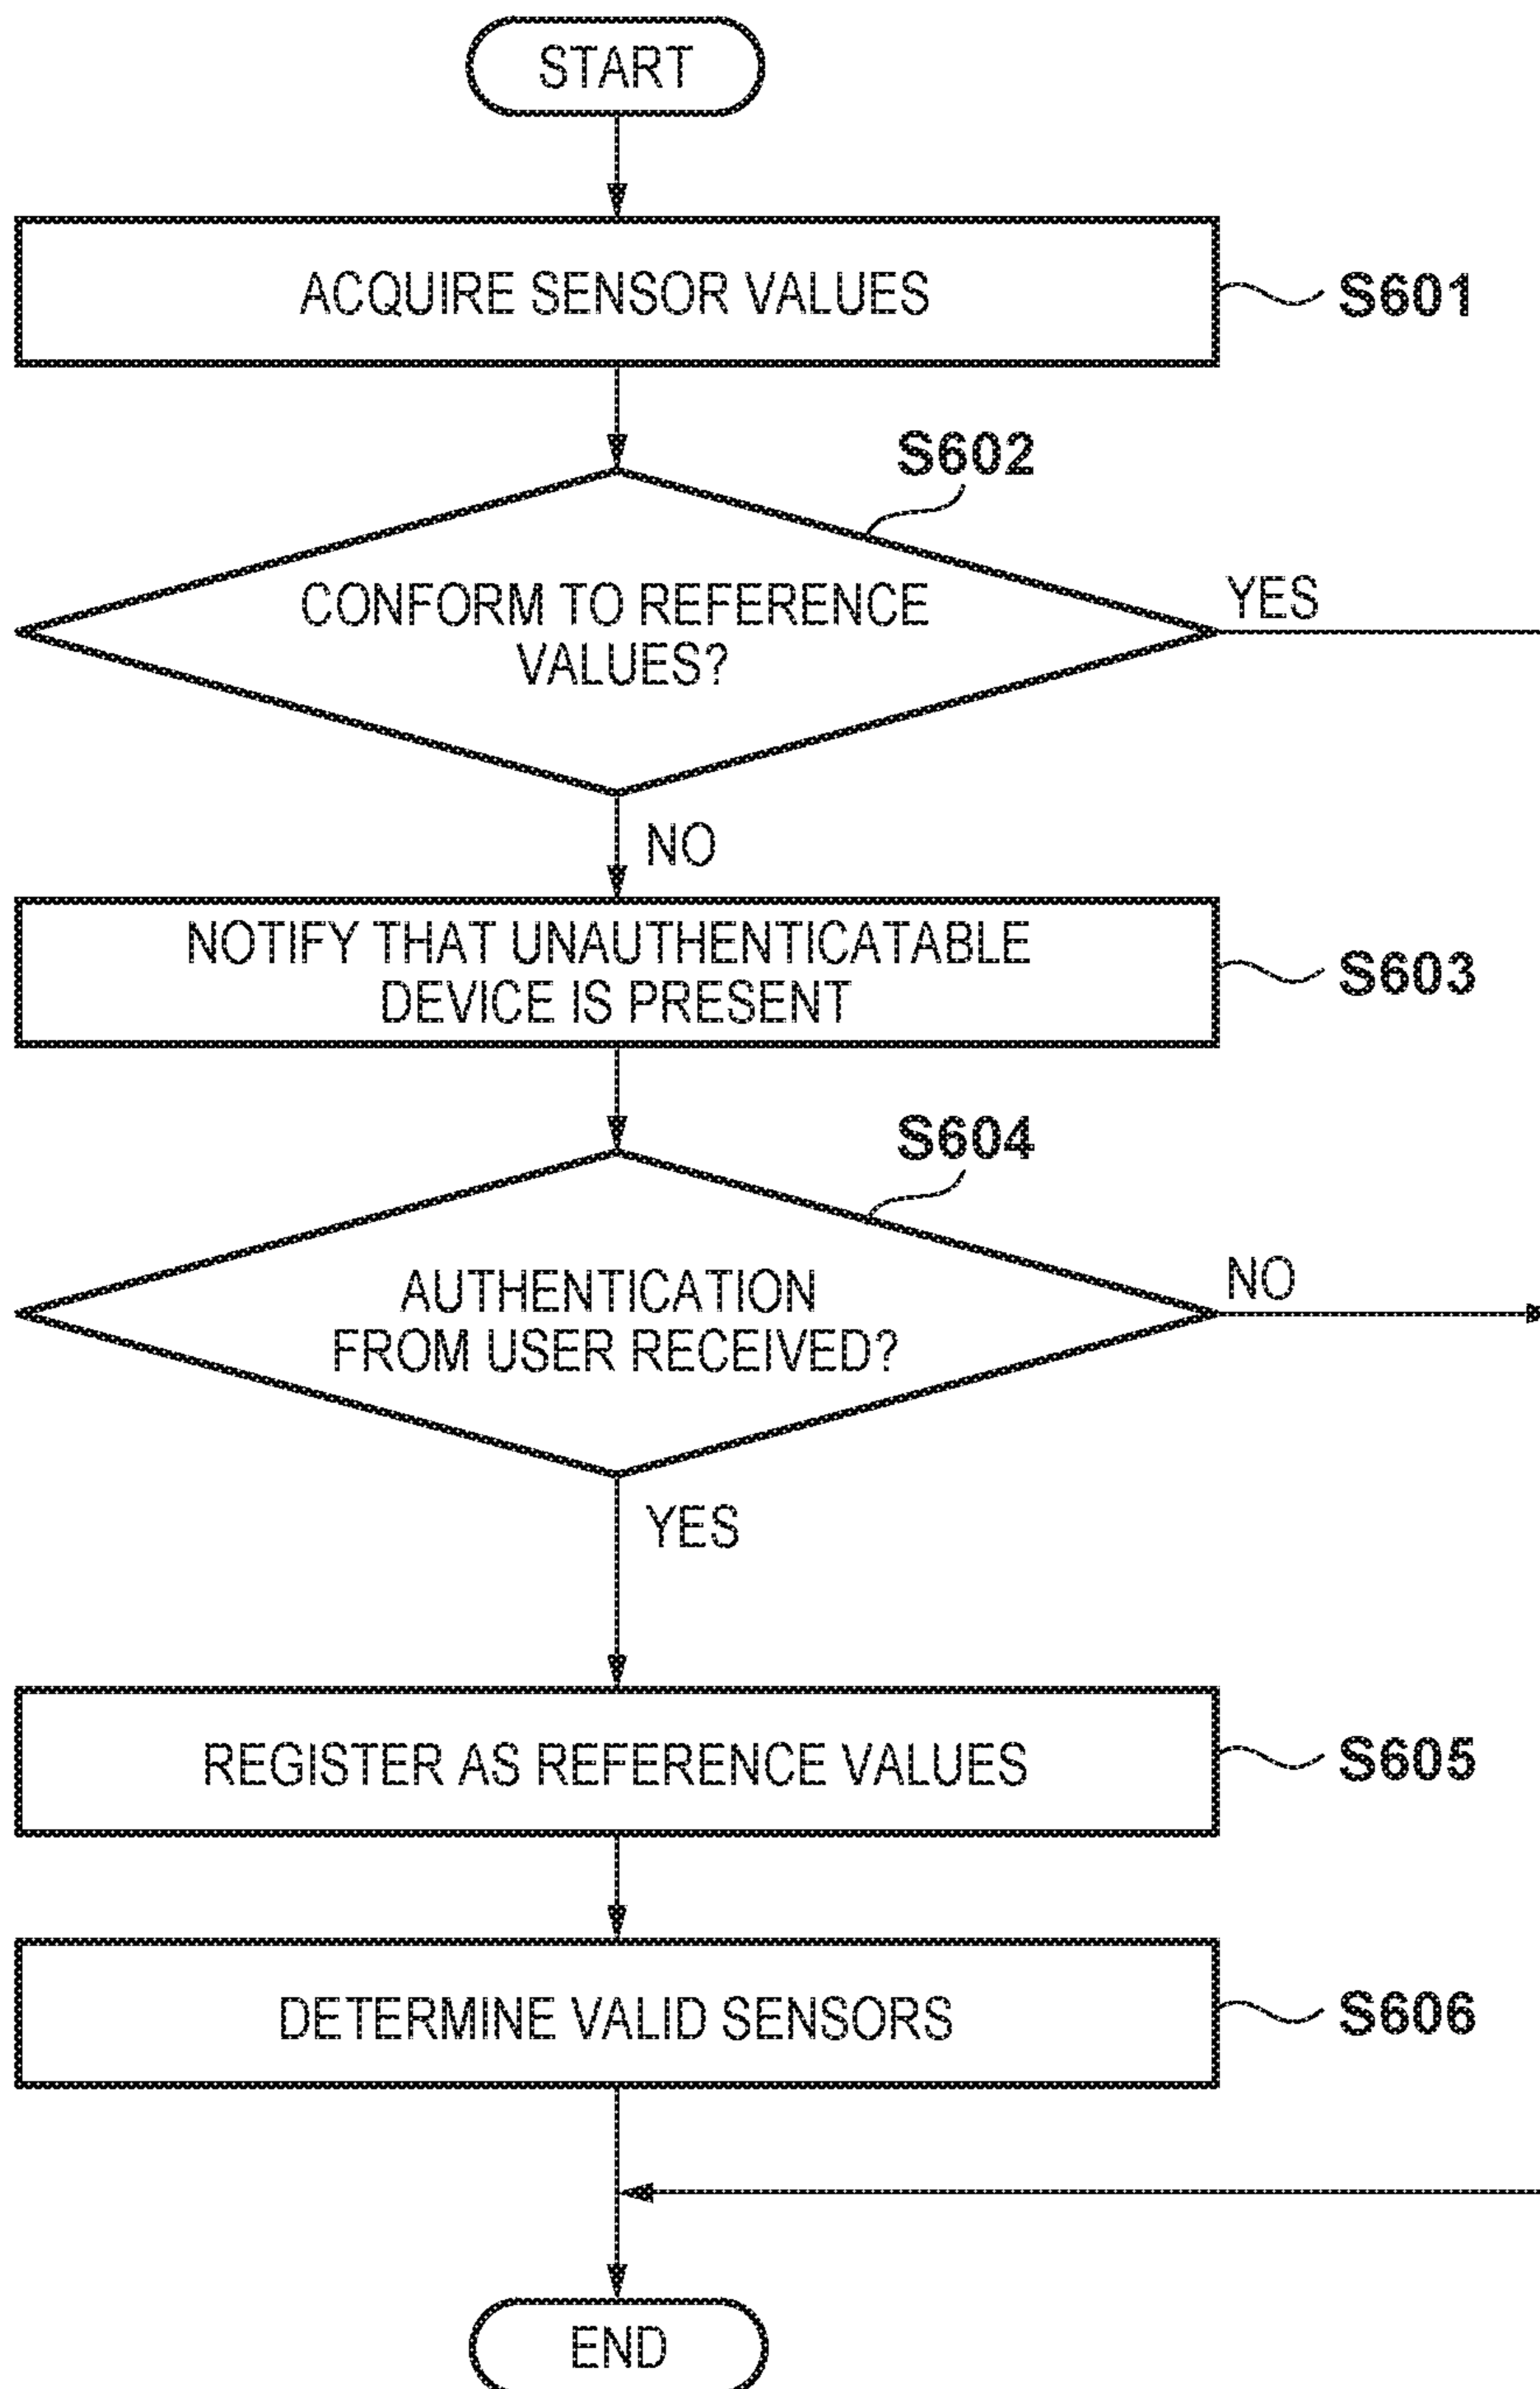 START
ACQUIRE SENSOR VALUES
S601
S602
CONFORM TO REFERENCE
VALUES?
YES
NO
NOTIFY THAT UNAUTHENTICATABLE
DEVICE IS PRESENT
S603
S604
AUTHENTICATION
FROM USER RECEIVED?
NO
YES
REGISTER AS REFERENCE VALUES
S605
DETERMINE VALID SENSORS
S606
END